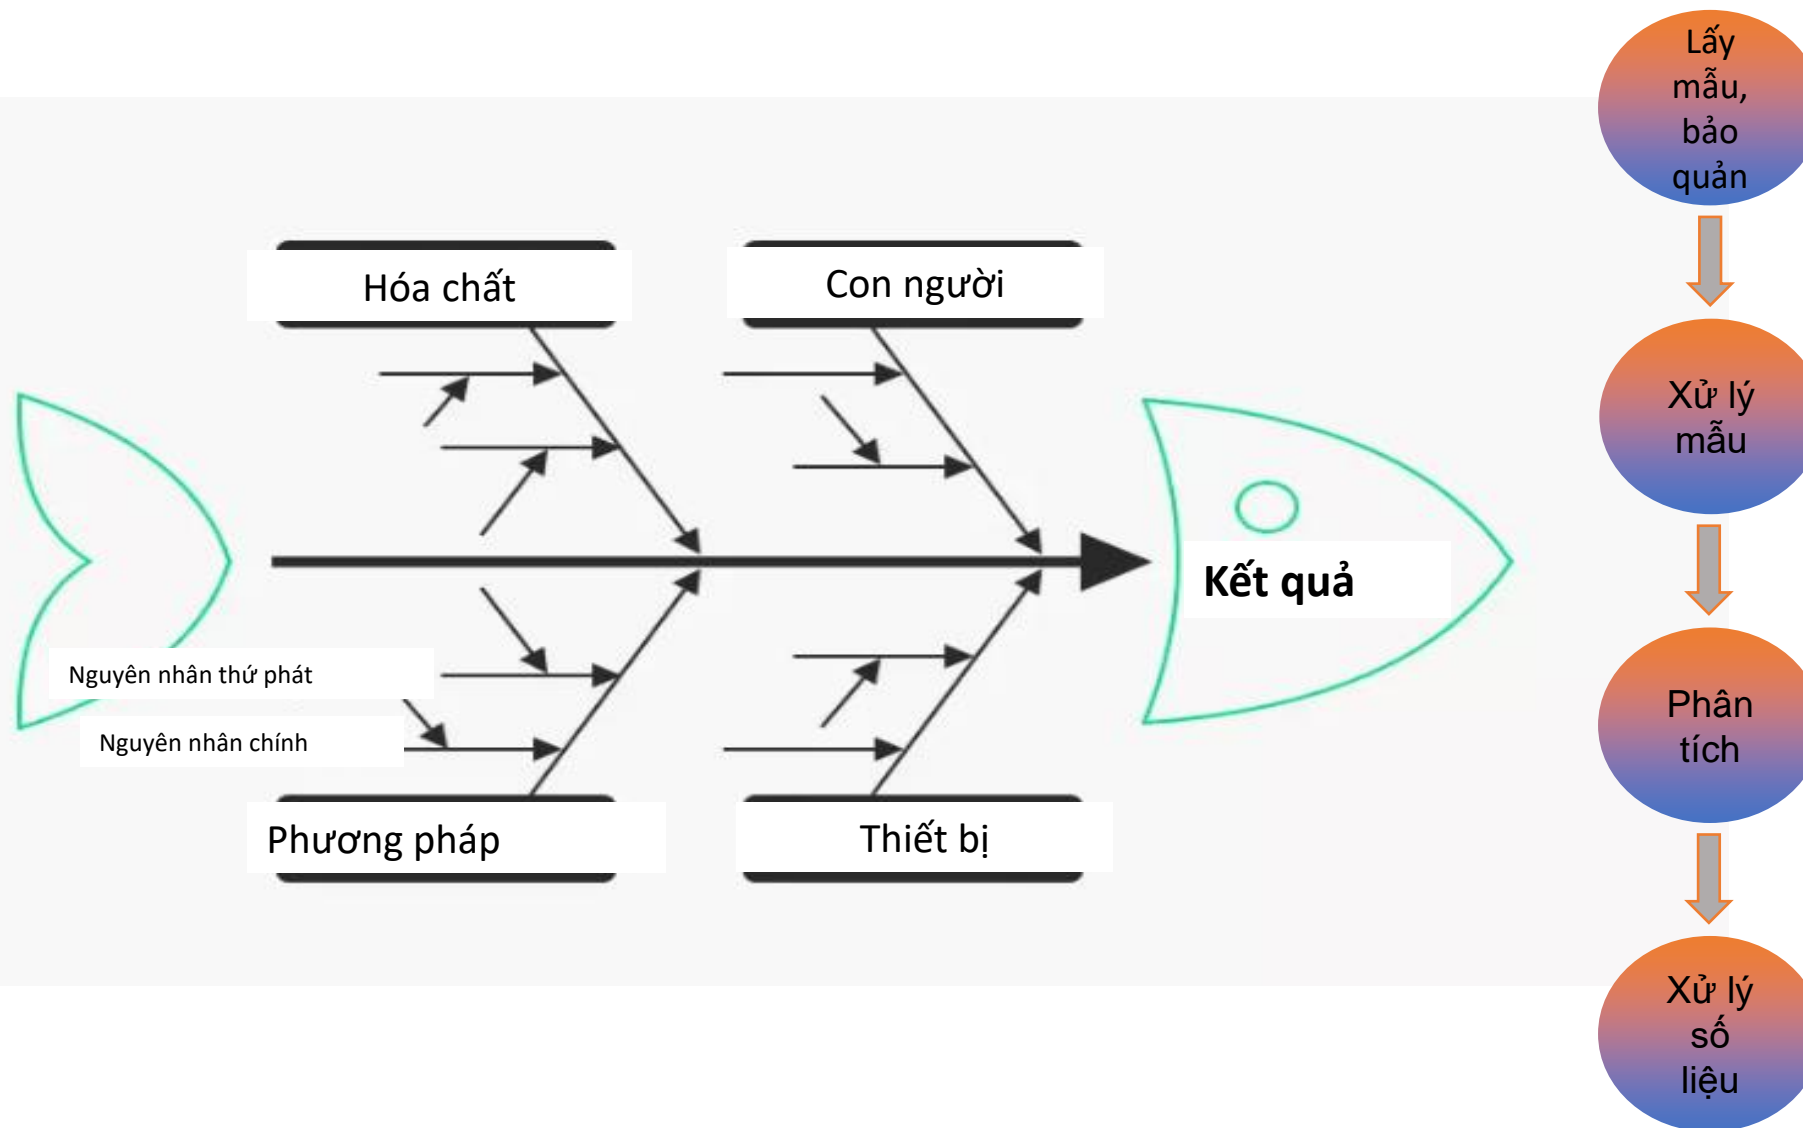 Hóa chất
Con người
Kết quả
Nguyên nhân thứ phát
Nguyên nhân chính
Phương pháp
Thiết bị
Lấy
mẫu,
bảo
quản
Xử lý
mẫu
Phân
tích
Xử lý
số
liệu